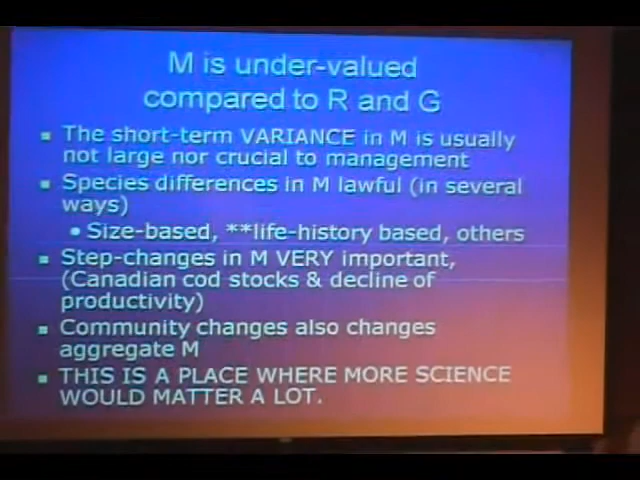 M is under-valued
compared to R and G
The short-term VARIANCE in M is usually
not large nor crucial to management
Species differences in M lawful (in several
ways)
• Size-based, **life-history based, others
Step-changes in M VERY important,
(Canadian cod stocks & decline of
productivity)
Community changes also changes
aggregate M
THIS IS A PLACE WHERE MORE SCIENCE
WOULD MATTER A LOT.